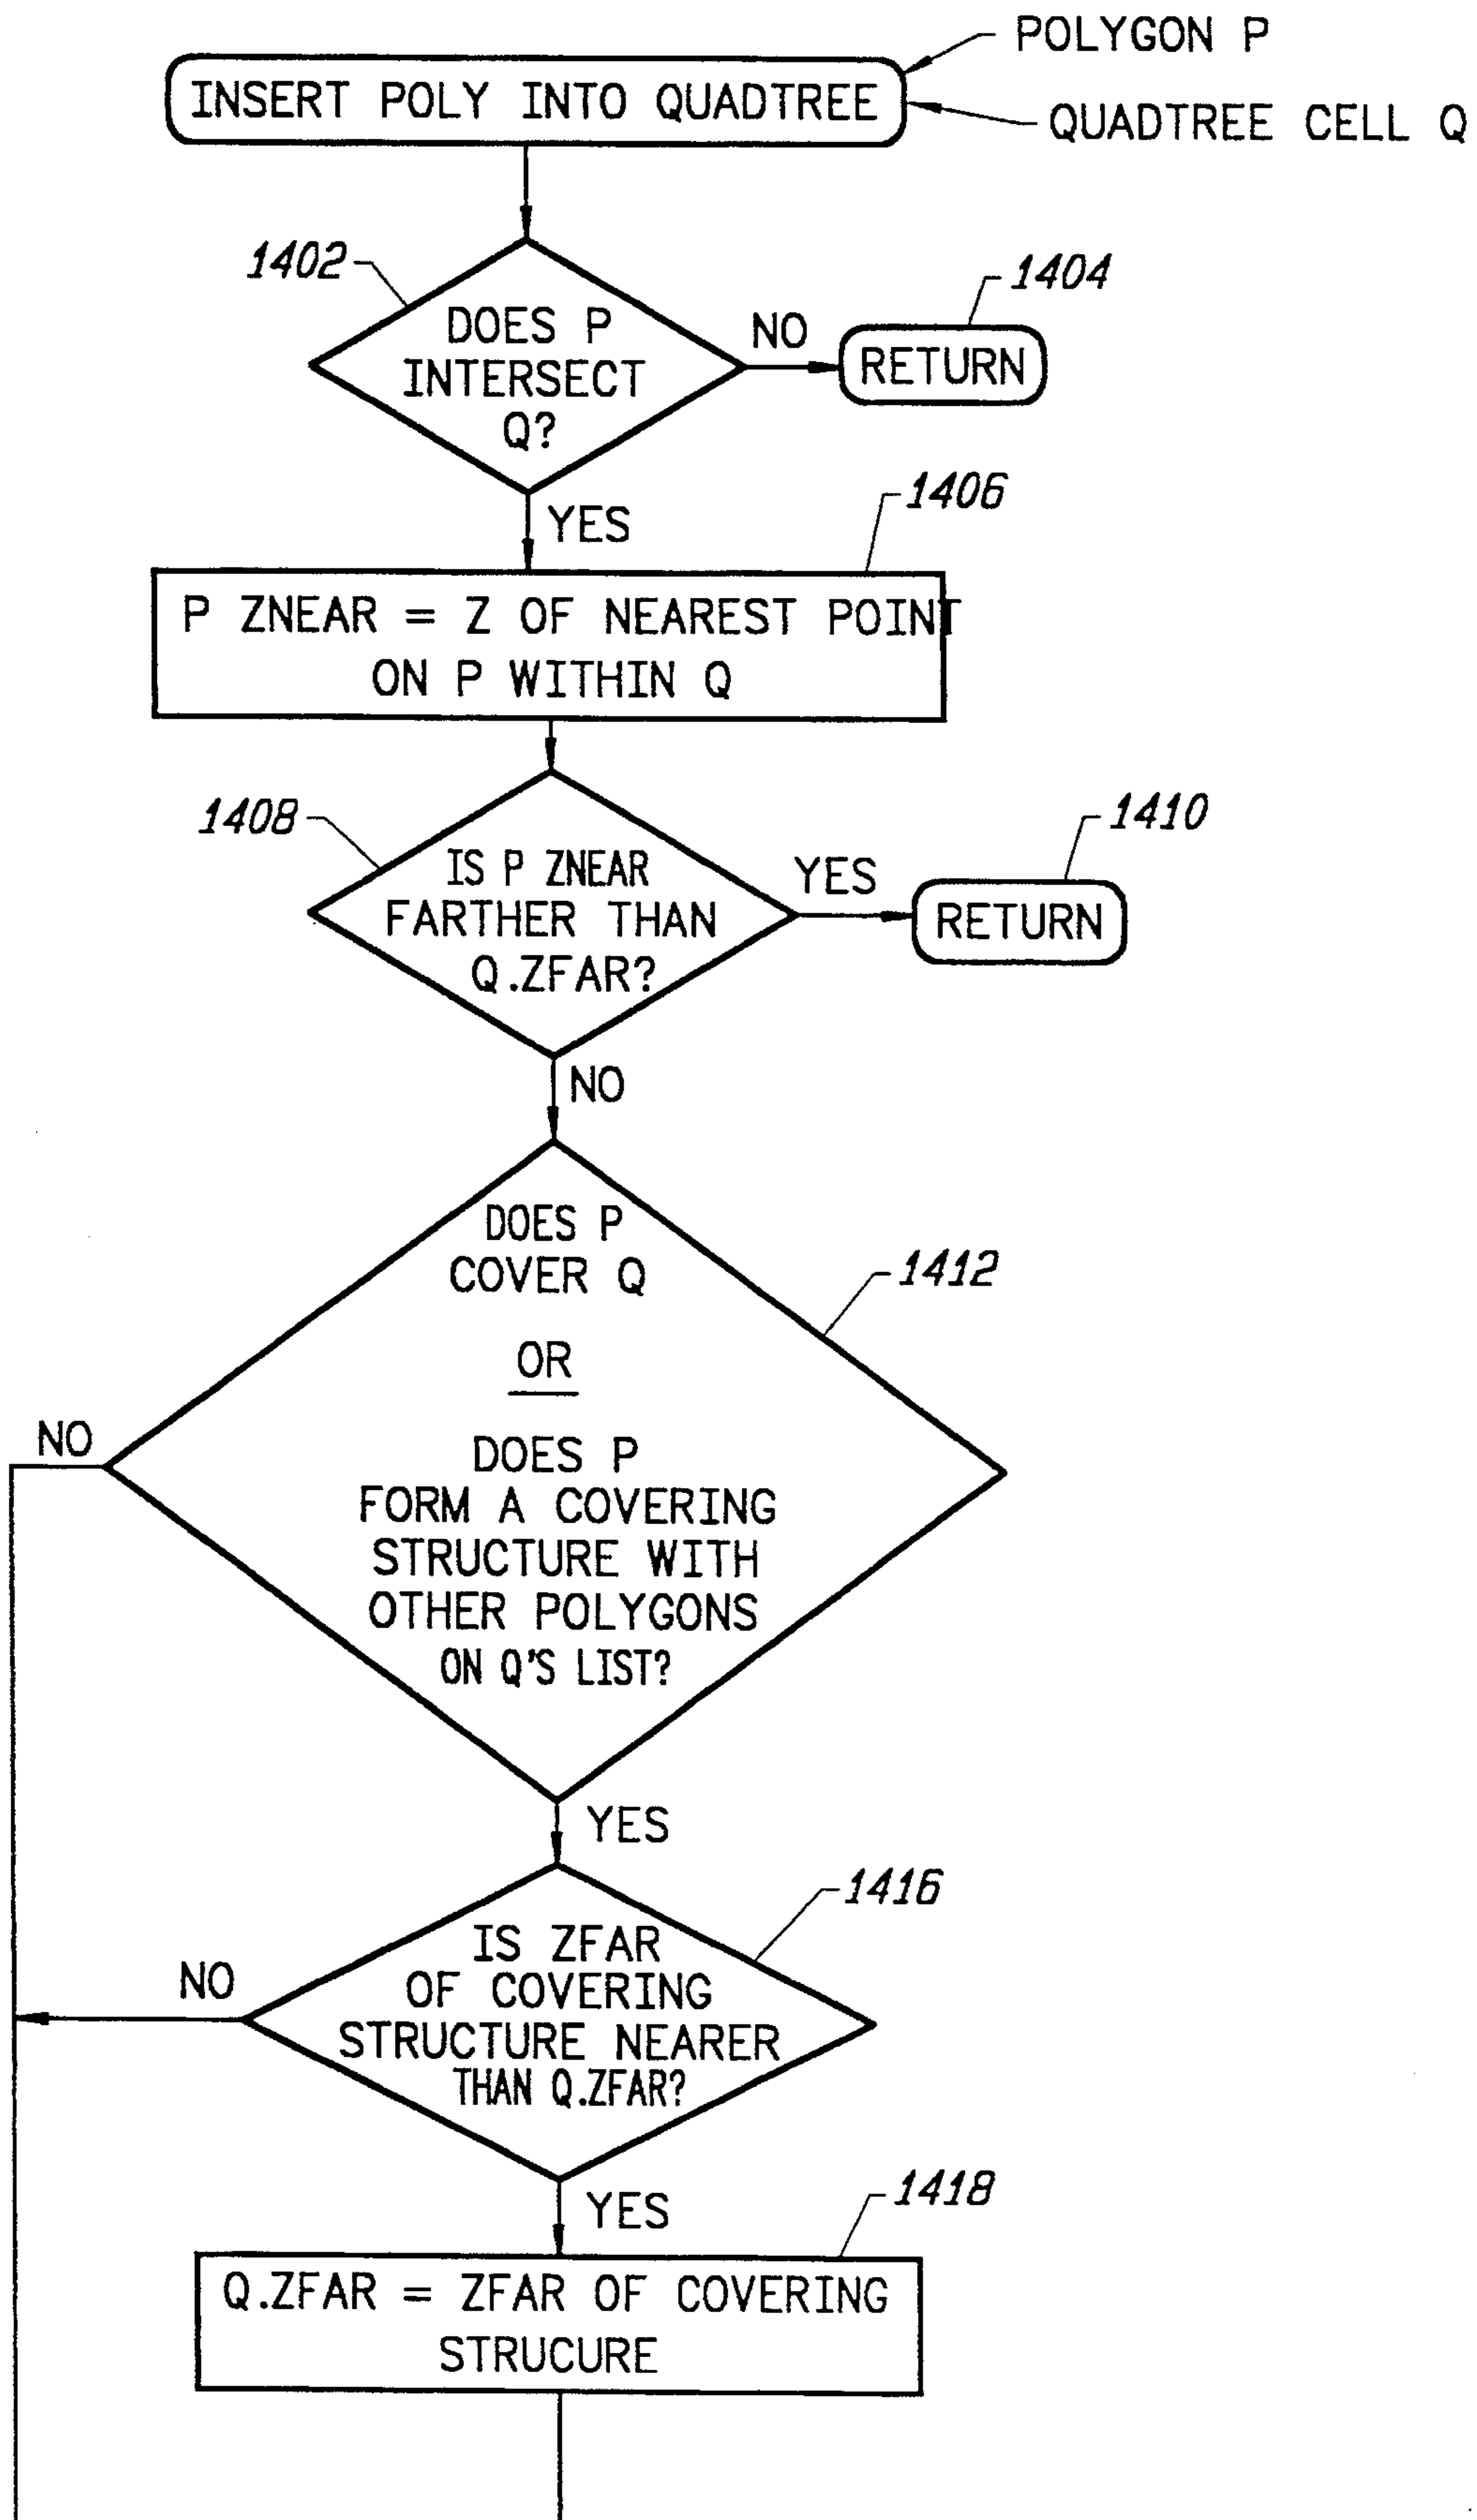 POLYGON P
INSERT POLY INTO QUADTREE
QUADTREE CELL Q
1402
DOES P
INTERSECT
Q?
NO
1404
RETURN
YES
1406
P ZNEAR = Z OF NEAREST POINT
ON P WITHIN Q
1408
IS P ZNEAR
FARTHER THAN
Q.ZFAR?
YES
1410
RETURN
NO
DOES P
COVER Q
1412
OR
NO
DOES P
FORM A COVERING
STRUCTURE WITH
OTHER POLYGONS
ON Q'S LIST?
YES
1416
IS ZFAR
OF COVERING
STRUCTURE NEARER
THAN Q.ZFAR?
NO
YES
1418
Q.ZFAR = ZFAR OF COVERING
STRUCURE